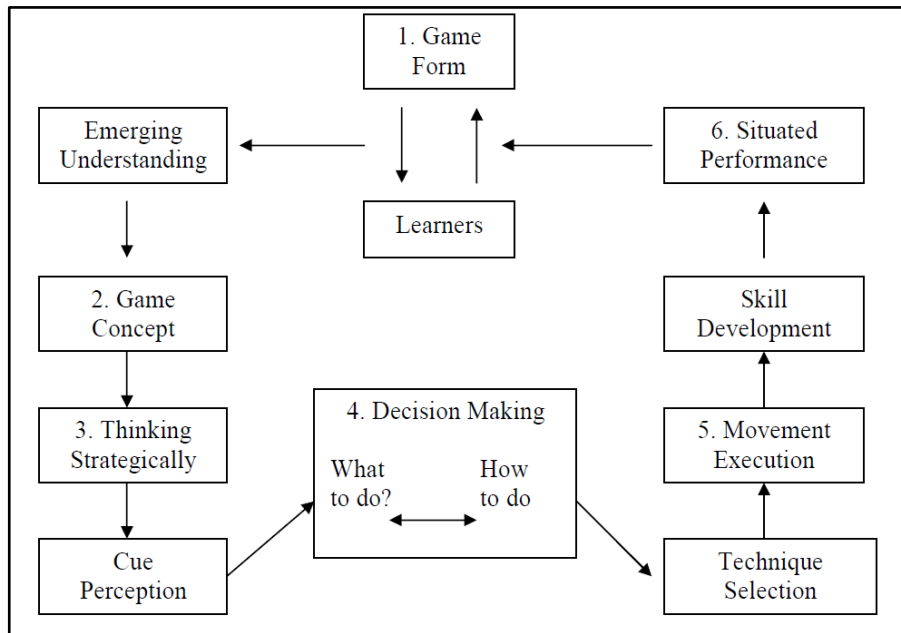 1. Game
Form
Emerging
Understanding
6. Situated
Performance
Learners
2. Game
Concept
Skill
Development
3. Thinking
Strategically
4. Decision Making
What
to do?
How
to do
5. Movement
Execution
Cue
Perception
Technique
Selection